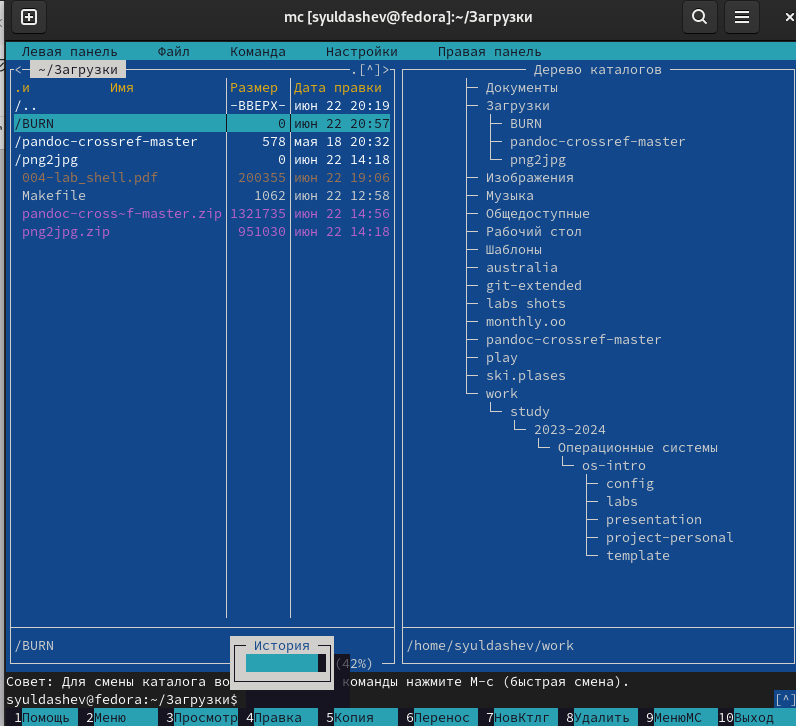 mc [syuldashev@fedora]:~/Загрузки
Левая панель Файл Команда Настройки Правая панель
<─ ~/Загрузки .[^]>
.и Имя Размер Дата правки
/.. -ВВЕРХ- июн 22 20:19
/BURN 0 июн 22 20:57
/pandoc-crossref-master 578 мая 18 20:32
/png2jpg 0 июн 22 14:18
004-lab_shell.pdf 200355 июн 22 19:06
Makefile 1062 июн 22 12:58
pandoc-cross~f-master.zip 1321735 июн 22 14:56
png2jpg.zip 951030 июн 22 14:18
/BURN
(42%)
Дерево каталогов
Документы
Загрузки
BURN
pandoc-crossref-master
png2jpg
Изображения
Музыка
Общедоступные
Рабочий стол
Шаблоны
australia
git-extended
labs shots
monthly.oo
pandoc-crossref-master
play
ski.plases
work
study
2023-2024
Операционные системы
os-intro
config
labs
presentation
project-personal
template
/home/syuldashev/work
История
Совет: Для смены каталога во команды нажмите M-c (быстрая смена).
syuldashev@fedora:~/Загрузки$ [^]
1Помощь 2Меню 3Просмотр 4Правка 5Копия 6Перенос 7НовКтлг 8Удалить 9МенюMC 10Выход